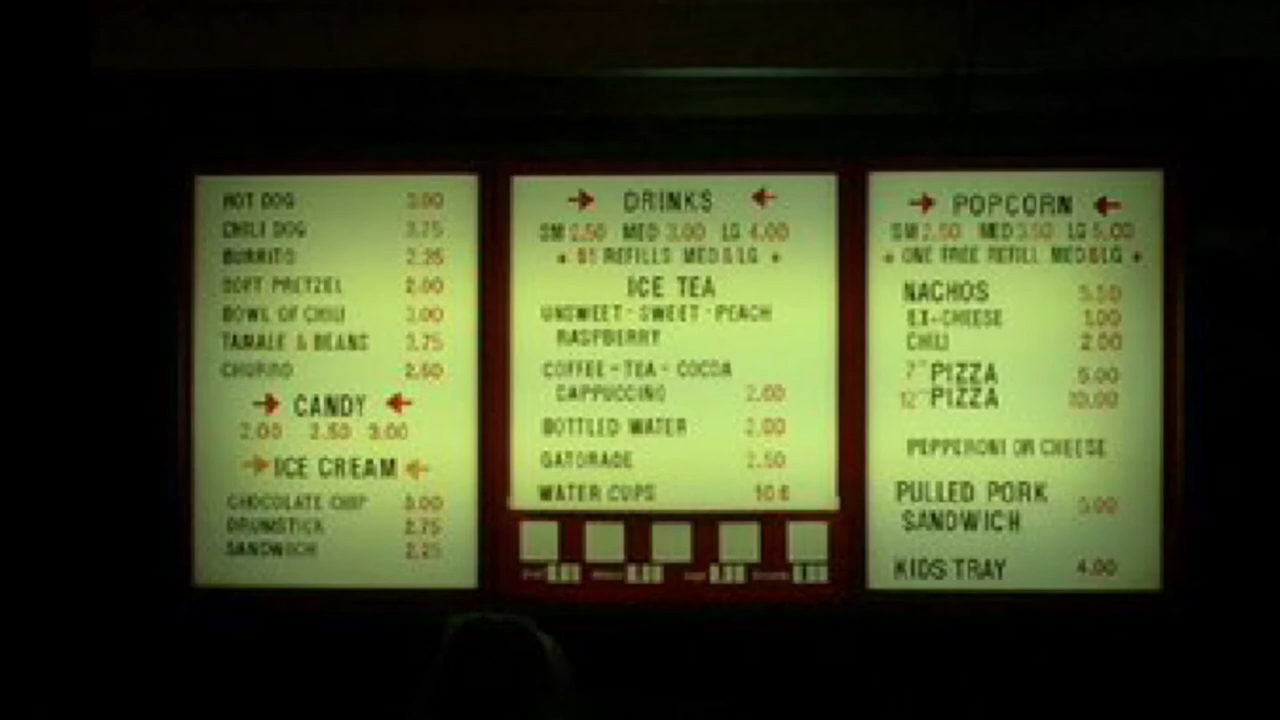 HOT DOG 3.00
CHILI DOG 3.75
BURRITO 2.25
SOFT PRETZEL 2.00
BOWL OF CHILI 3.00
TAMALE & BEANS 3.75
CHURRO 2.50
→ CANDY ←
2.00 2.50 3.00
→ ICE CREAM ←
CHOCOLATE CHIP 3.00
DRUMSTICK 2.75
SANDWICH 2.25
→ DRINKS ←
SM 2.50 MED 3.00 LG 4.00
$1 REFILLS MED & LG
ICE TEA
UNSWEET - SWEET - PEACH
RASPBERRY
COFFEE - TEA - COCOA
CAPPUCCINO 2.00
BOTTLED WATER 2.00
GATORADE 2.50
WATER CUPS 50¢
→ POPCORN ←
SM 2.50 MED 3.50 LG 5.00
ONE FREE REFILL MED & LG
NACHOS 3.50
EX-CHEESE 1.00
CHILI 2.00
7" PIZZA 5.00
12" PIZZA 10.00
PEPPERONI OR CHEESE
PULLED PORK
SANDWICH 5.00
KIDS TRAY 4.00